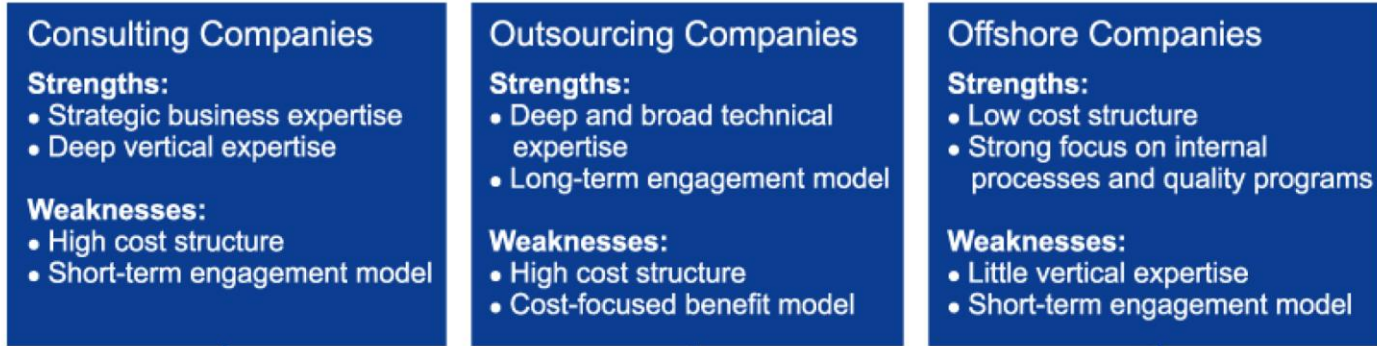 Consulting Companies
Strengths:
• Strategic business expertise
• Deep vertical expertise
Weaknesses:
• High cost structure
• Short-term engagement model
Outsourcing Companies
Strengths:
• Deep and broad technical
expertise
• Long-term engagement model
Weaknesses:
• High cost structure
• Cost-focused benefit model
Offshore Companies
Strengths:
• Low cost structure
• Strong focus on internal
processes and quality programs
Weaknesses:
• Little vertical expertise
• Short-term engagement model